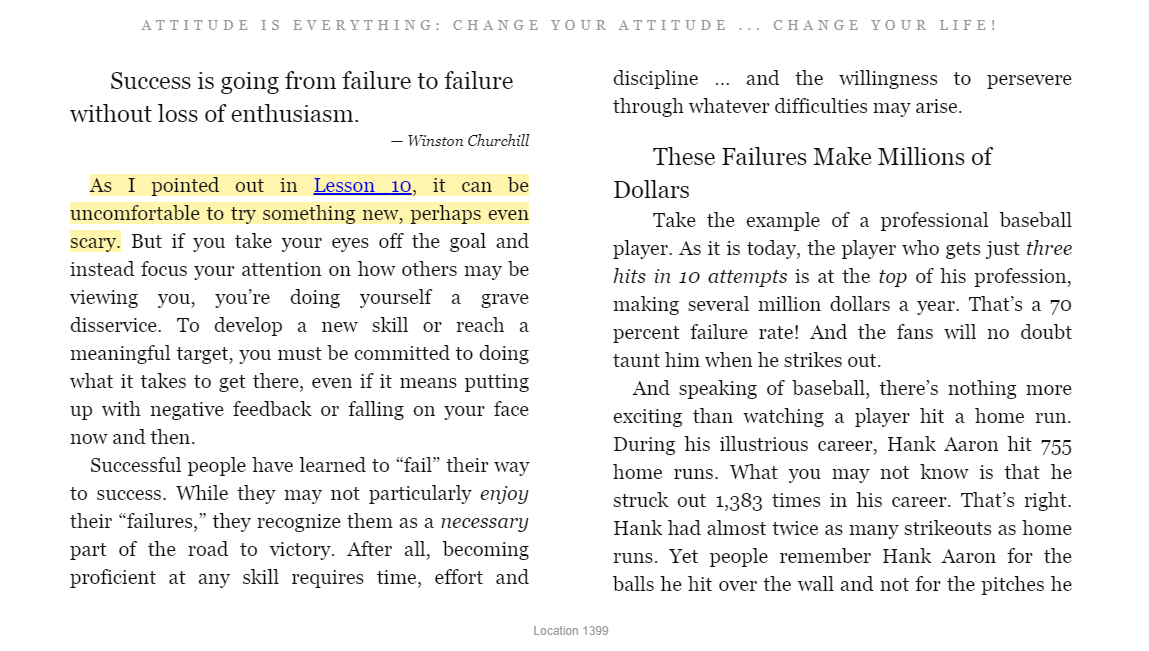 ATTITUDE IS EVERYTHING: CHANGE YOUR ATTITUDE ... CHANGE YOUR LIFE!
Success is going from failure to failure
without loss of enthusiasm.
— Winston Churchill
As I pointed out in Lesson 10, it can be
uncomfortable to try something new, perhaps even
scary. But if you take your eyes off the goal and
instead focus your attention on how others may be
viewing you, you’re doing yourself a grave
disservice. To develop a new skill or reach a
meaningful target, you must be committed to doing
what it takes to get there, even if it means putting
up with negative feedback or falling on your face
now and then.
Successful people have learned to “fail” their way
to success. While they may not particularly enjoy
their “failures,” they recognize them as a necessary
part of the road to victory. After all, becoming
proficient at any skill requires time, effort and
discipline ... and the willingness to persevere
through whatever difficulties may arise.
These Failures Make Millions of
Dollars
Take the example of a professional baseball
player. As it is today, the player who gets just three
hits in 10 attempts is at the top of his profession,
making several million dollars a year. That’s a 70
percent failure rate! And the fans will no doubt
taunt him when he strikes out.
And speaking of baseball, there’s nothing more
exciting than watching a player hit a home run.
During his illustrious career, Hank Aaron hit 755
home runs. What you may not know is that he
struck out 1,383 times in his career. That’s right.
Hank had almost twice as many strikeouts as home
runs. Yet people remember Hank Aaron for the
balls he hit over the wall and not for the pitches he
Location 1399